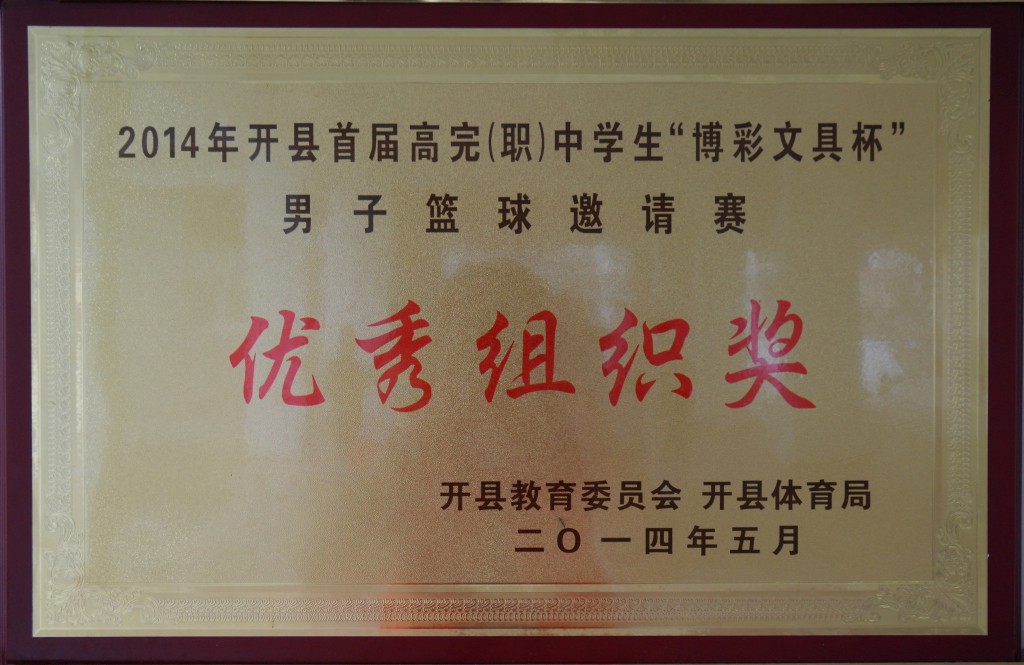 2014年开县首届高完(职)中学生“博彩文具杯”
男子篮球邀请赛
优秀组织奖
开县教育委员会 开县体育局
二〇一四年五月